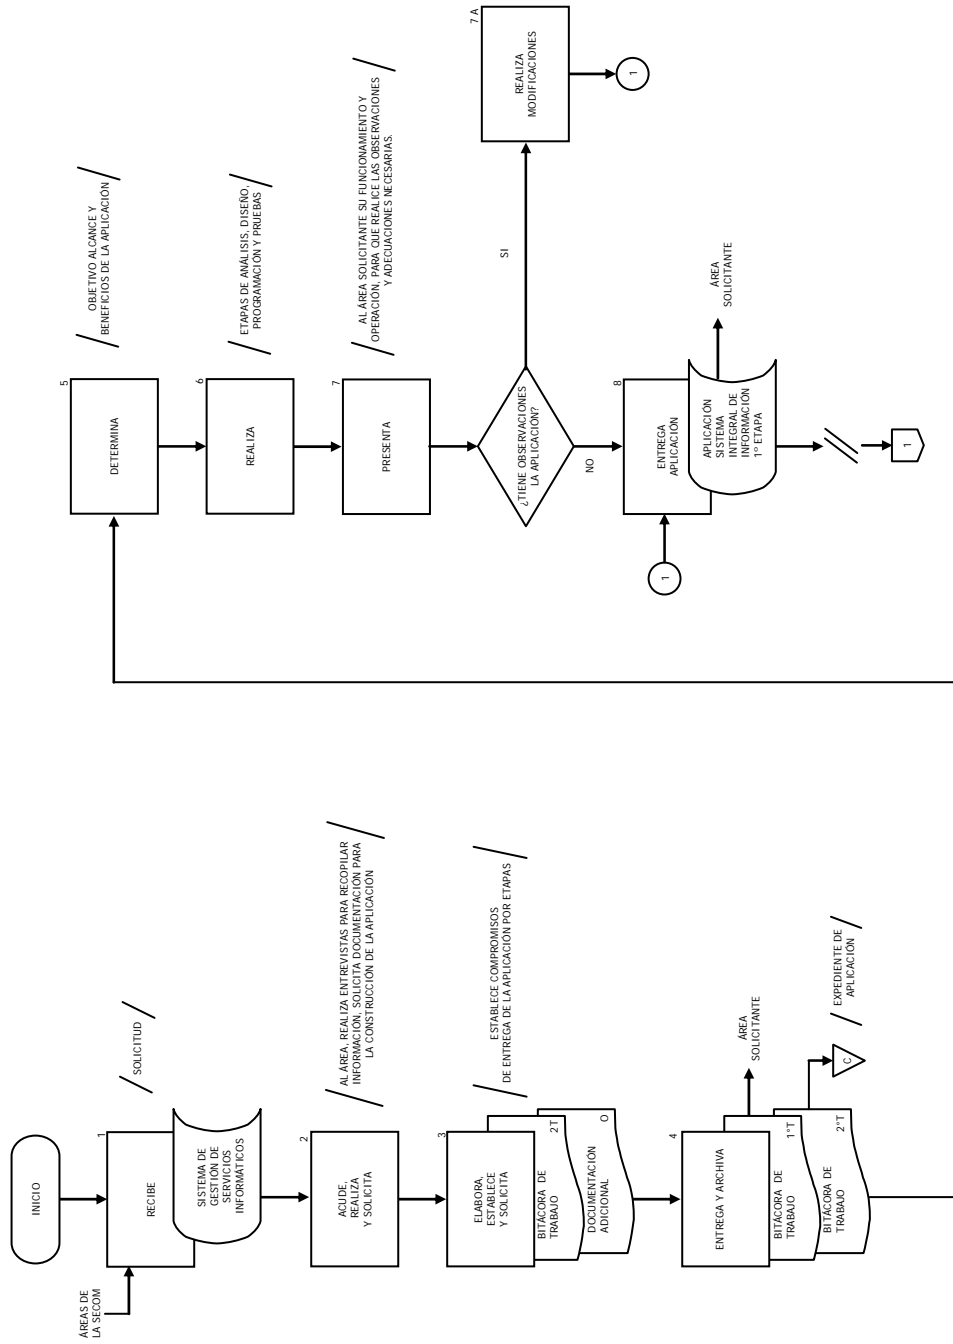 INICIO
ÁREAS DE
LA SECOM
1
RECIBE
SISTEMA DE
GESTIÓN DE
SERVICIOS
INFORMÁTICOS
SOLICITUD
2
ACUDE,
REALIZA
Y SOLICITA
AL ÁREA, REALIZA ENTREVISTAS PARA RECOPILAR
INFORMACIÓN, SOLICITA DOCUMENTACIÓN PARA
LA CONSTRUCCIÓN DE LA APLICACIÓN
3
ELABORA,
ESTABLECE
Y SOLICITA
2T
BITÁCORA DE
TRABAJO
O
DOCUMENTACIÓN
ADICIONAL
ESTABLECE COMPROMISOS
DE ENTREGA DE LA APLICACIÓN POR ETAPAS
4
ENTREGA Y ARCHIVA
1°T
BITÁCORA DE
TRABAJO
2°T
BITÁCORA DE
TRABAJO
ÁREA
SOLICITANTE
C
EXPEDIENTE DE
APLICACIÓN
5
DETERMINA
OBJETIVO ALCANCE Y
BENEFICIOS DE LA APLICACIÓN
6
REALIZA
ETAPAS DE ANÁLISIS, DISEÑO,
PROGRAMACIÓN Y PRUEBAS
7
PRESENTA
AL ÁREA SOLICITANTE SU FUNCIONAMIENTO Y
OPERACIÓN, PARA QUE REALICE LAS OBSERVACIONES
Y ADECUACIONES NECESARIAS.
¿TIENE OBSERVACIONES
LA APLICACIÓN?
SI
7 A
REALIZA
MODIFICACIONES
1
NO
1
8
ENTREGA
APLICACIÓN
APLICACIÓN
SISTEMA
INTEGRAL DE
INFORMACIÓN
1° ETAPA
ÁREA
SOLICITANTE
1